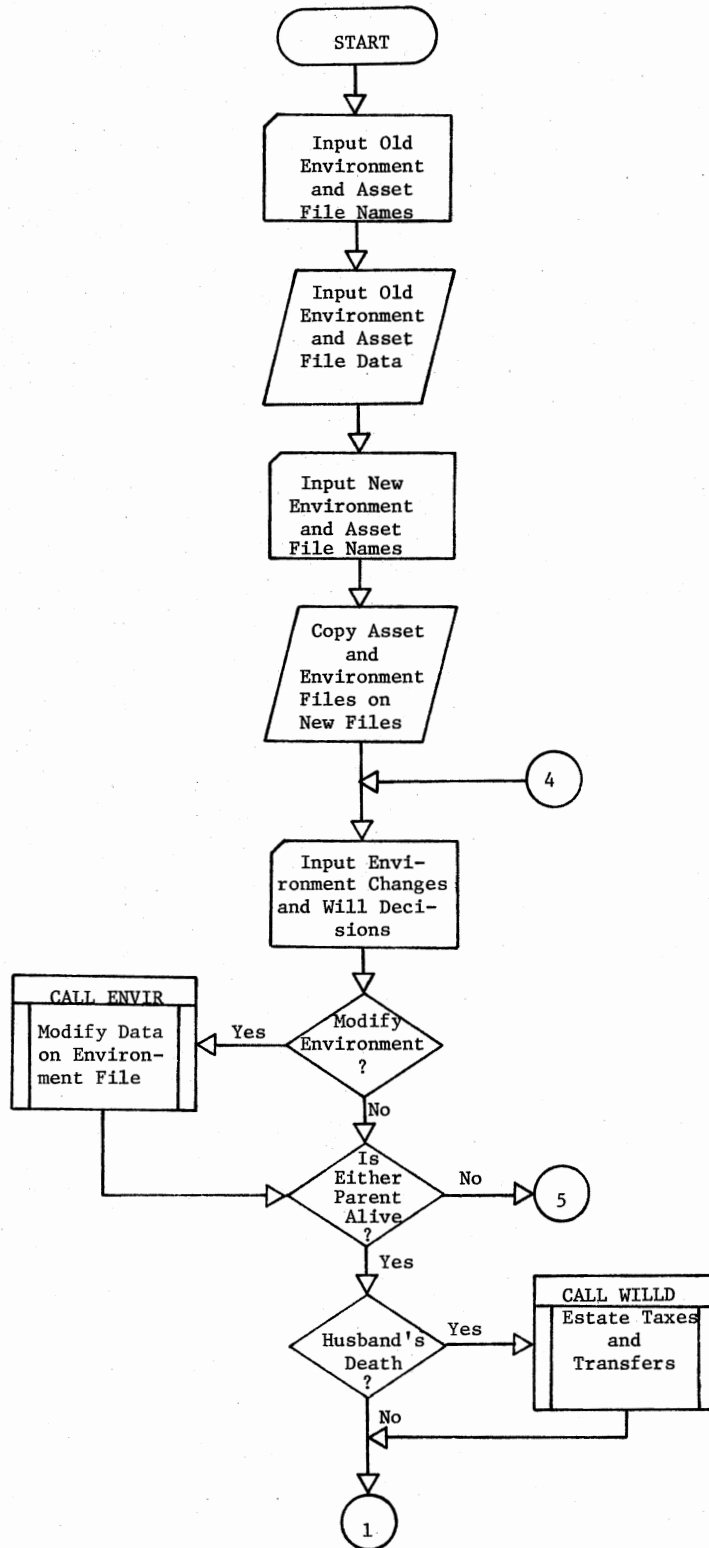 START
Input Old
Environment
and Asset
File Names
Input Old
Environment
and Asset
File Data
Input New
Environment
and Asset
File Names
Copy Asset
and
Environment
Files on
New Files
4
Input Envi-
ronment Changes
and Will Deci-
sions
CALL ENVIR
Modify Data
on Environ-
ment File
Yes
Modify
Environment
?
No
Is
Either
Parent
Alive
?
No
5
Yes
Husband's
Death
?
Yes
CALL WILLD
Estate Taxes
and
Transfers
No
1